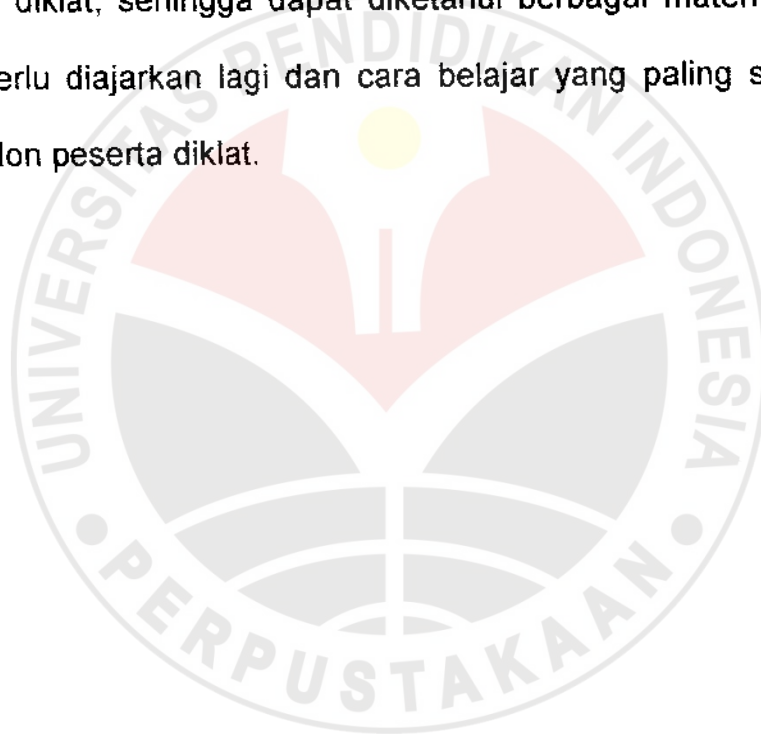 diklat, sehingga dapat diketahui berbagai materi
erlu diajarkan lagi dan cara belajar yang paling s
lon peserta diklat.
UNIVERSITAS PENDIDIKAN INDONESIA
PERPUSTAKAAN